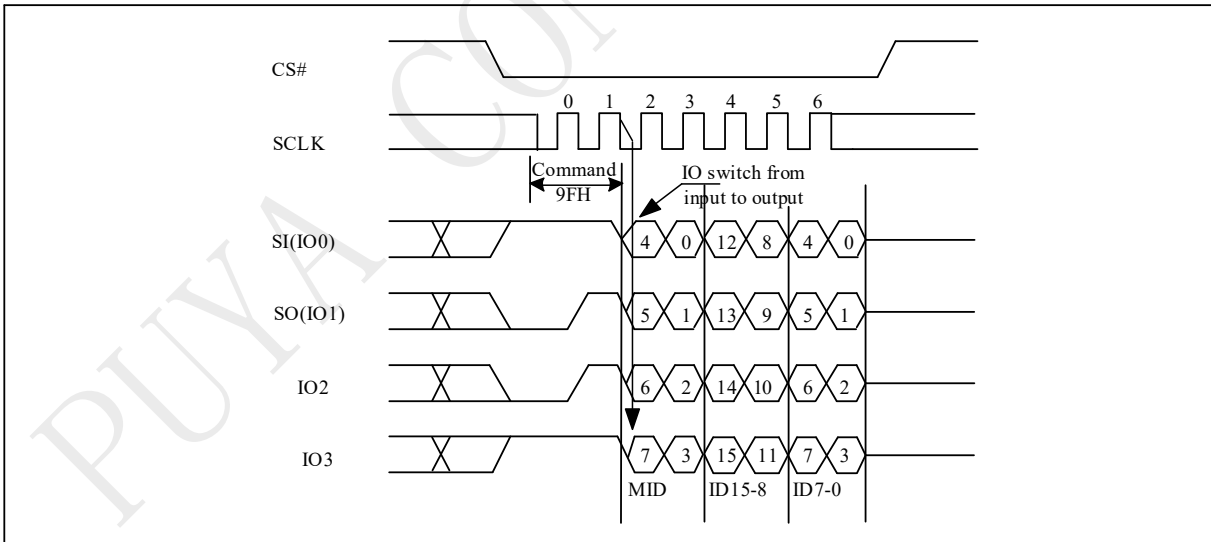 PUYA CON
CS#
0 1 2 3 4 5 6
SCLK
Command
9FH
IO switch from
input to output
SI(IO0)
4 0 12 8 4 0
SO(IO1)
5 1 13 9 5 1
IO2
6 2 14 10 6 2
IO3
7 3 15 11 7 3
MID ID15-8 ID7-0